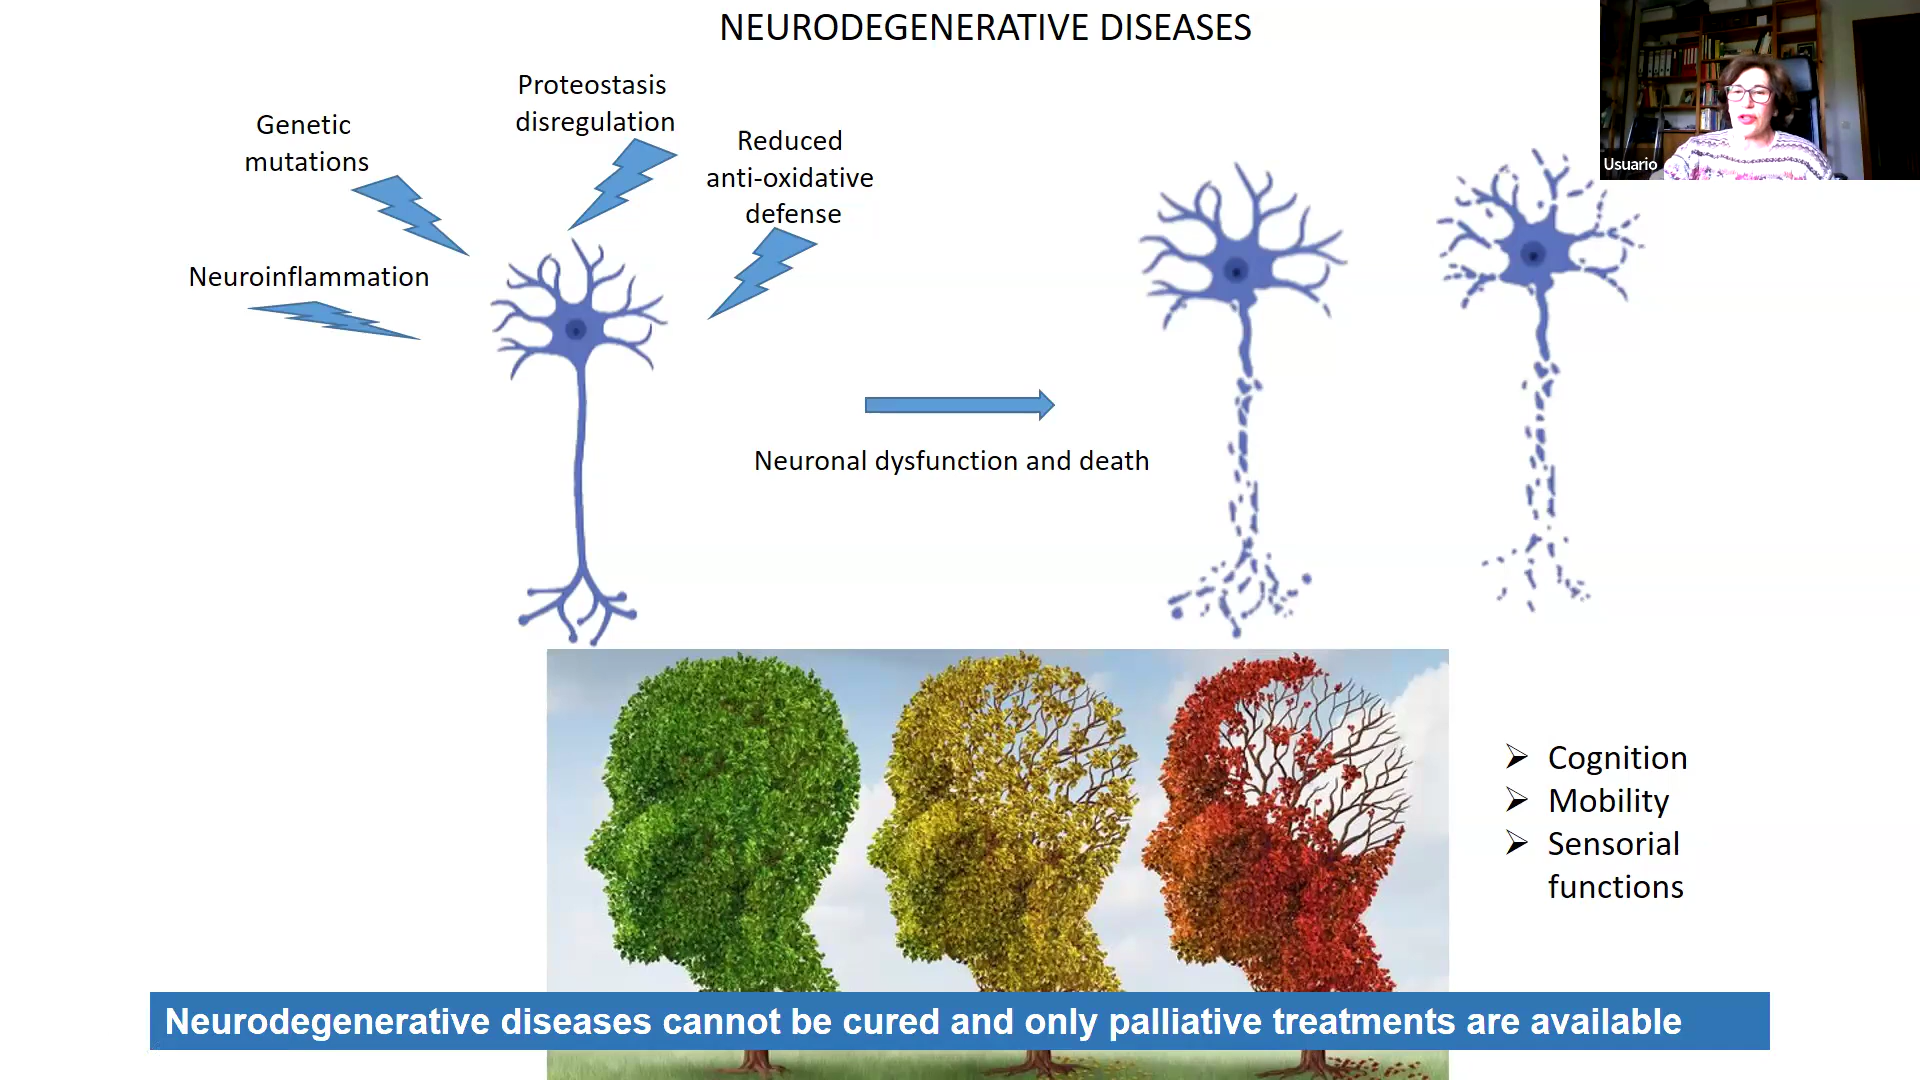 NEURODEGENERATIVE DISEASES
Proteostasis
disregulation
Genetic
mutations
Reduced
anti-oxidative
defense
Usuario
Neuroinflammation
Neuronal dysfunction and death
Cognition
Mobility
Sensorial
functions
Neurodegenerative diseases cannot be cured and only palliative treatments are available